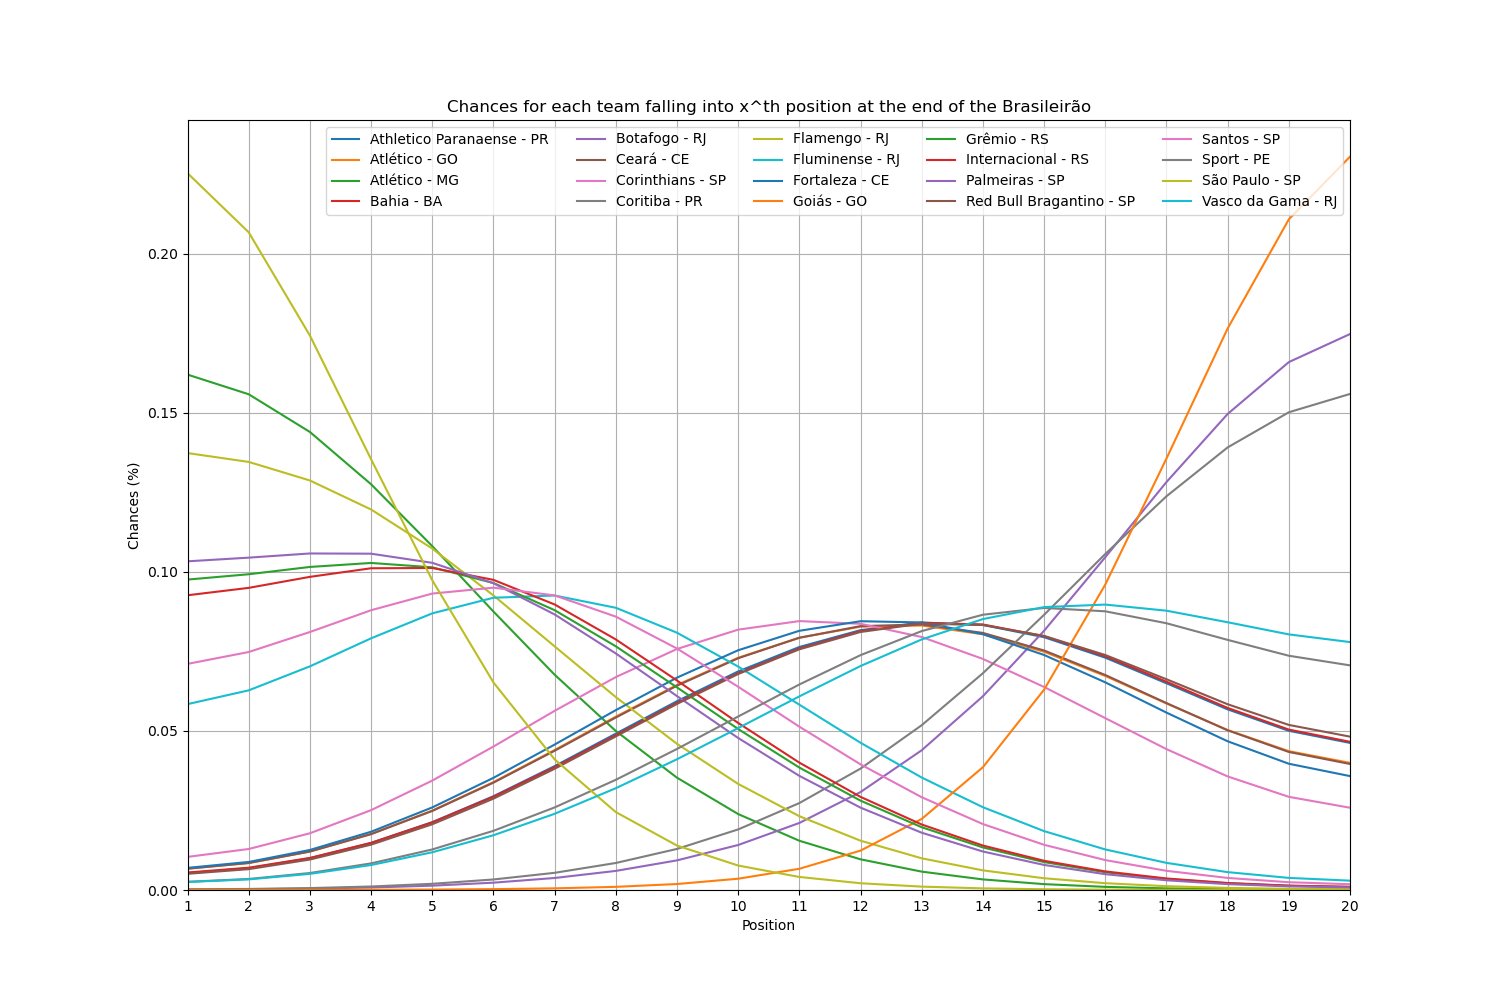 Chances for each team falling into x^th position at the end of the Brasileirão
Athletico Paranaense - PR
Atlético - GO
Atlético - MG
Bahia - BA
Botafogo - RJ
Ceará - CE
Corinthians - SP
Coritiba - PR
Flamengo - RJ
Fluminense - RJ
Fortaleza - CE
Goiás - GO
Grêmio - RS
Internacional - RS
Palmeiras - SP
Red Bull Bragantino - SP
Santos - SP
Sport - PE
São Paulo - SP
Vasco da Gama - RJ
0.20
0.15
0.10
0.05
0.00
Chances (%)
1 2 3 4 5 6 7 8 9 10 11 12 13 14 15 16 17 18 19 20
Position